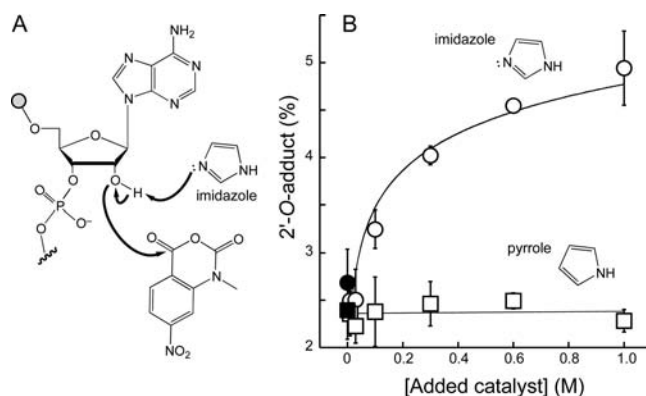 A
NH₂
N
N
N
N
O
O
O
O
P
O
O⁻
O
H
:N
NH
imidazole
O
O
O
N
NO₂
B
imidazole
:N
NH
pyrrole
NH
2'-O-adduct (%)
5
4
3
2
0
0.2
0.4
0.6
0.8
1.0
[Added catalyst] (M)